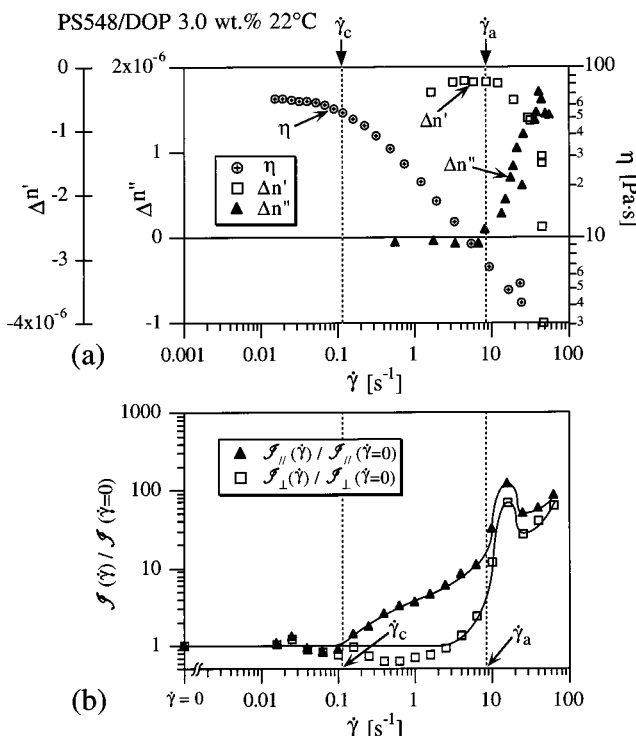 PS548/DOP 3.0 wt.% 22°C
(a)
γ̇c
γ̇a
0
-1
-2
-3
-4x10⁻⁶
Δn'
2x10⁻⁶
1
0
-1
Δn"
η
Δn'
Δn"
η
Δn'
Δn"
100
5
4
3
2
10
5
4
3
η [Pa·s]
0.001
0.01
0.1
1
10
100
γ̇ [s⁻¹]
(b)
1000
100
10
1
ℐ(γ̇) / ℐ(γ̇=0)
ℐ//(γ̇) / ℐ//(γ̇=0)
ℐ⊥(γ̇) / ℐ⊥(γ̇=0)
γ̇c
γ̇a
γ̇ = 0
0.01
0.1
1
10
100
γ̇ [s⁻¹]